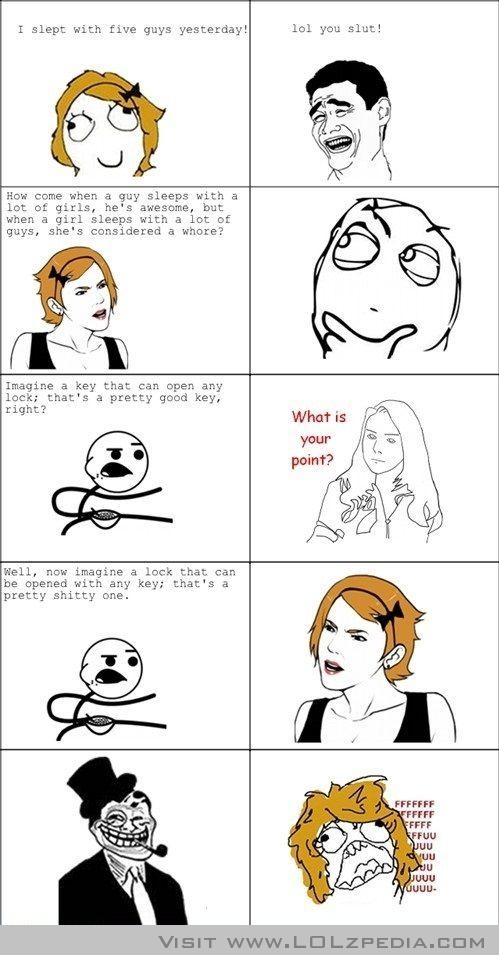 I slept with five guys yesterday!
lol you slut!
How come when a guy sleeps with a
lot of girls, he's awesome, but
when a girl sleeps with a lot of
guys, she's considered a whore?
Imagine a key that can open any
lock; that's a pretty good key,
right?
What is
your
point?
Well, now imagine a lock that can
be opened with any key; that's a
pretty shitty one.
FFFFFFF
FFFFFF
FFFFF
FFUU
UUU
UU
UU
UUU
UUUU-
Visit www.LOLzpedia.com